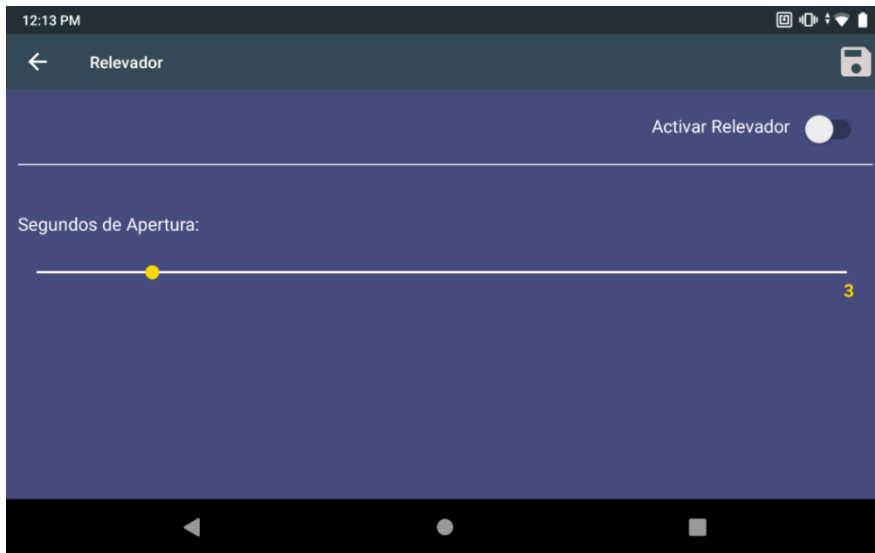 12:13 PM
Relevador
Activar Relevador
Segundos de Apertura:
3